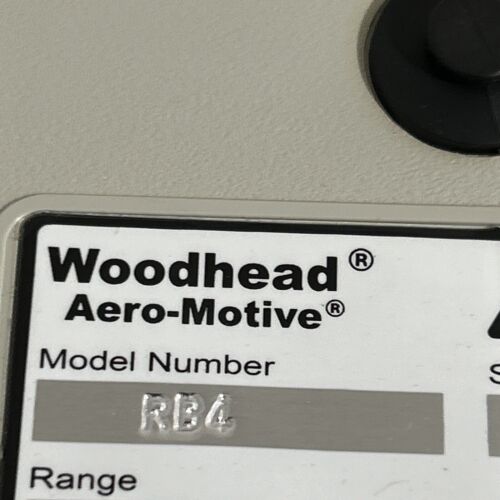 Woodhead®
Aero-Motive®
Model Number
RB4
Range